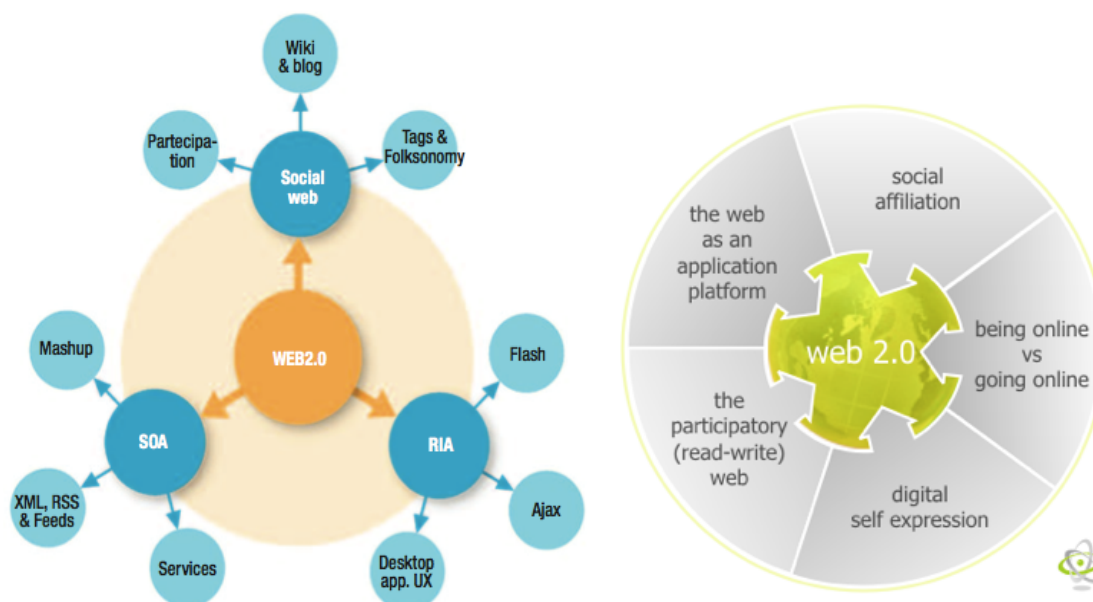 Wiki
& blog
Partecipa-
tion
Tags &
Folksonomy
Social
web
WEB2.0
Mashup
SOA
XML, RSS
& Feeds
Services
RIA
Flash
Ajax
Desktop
app. UX
social
affiliation
the web
as an
application
platform
web 2.0
being online
vs
going online
the
participatory
(read-write)
web
digital
self expression